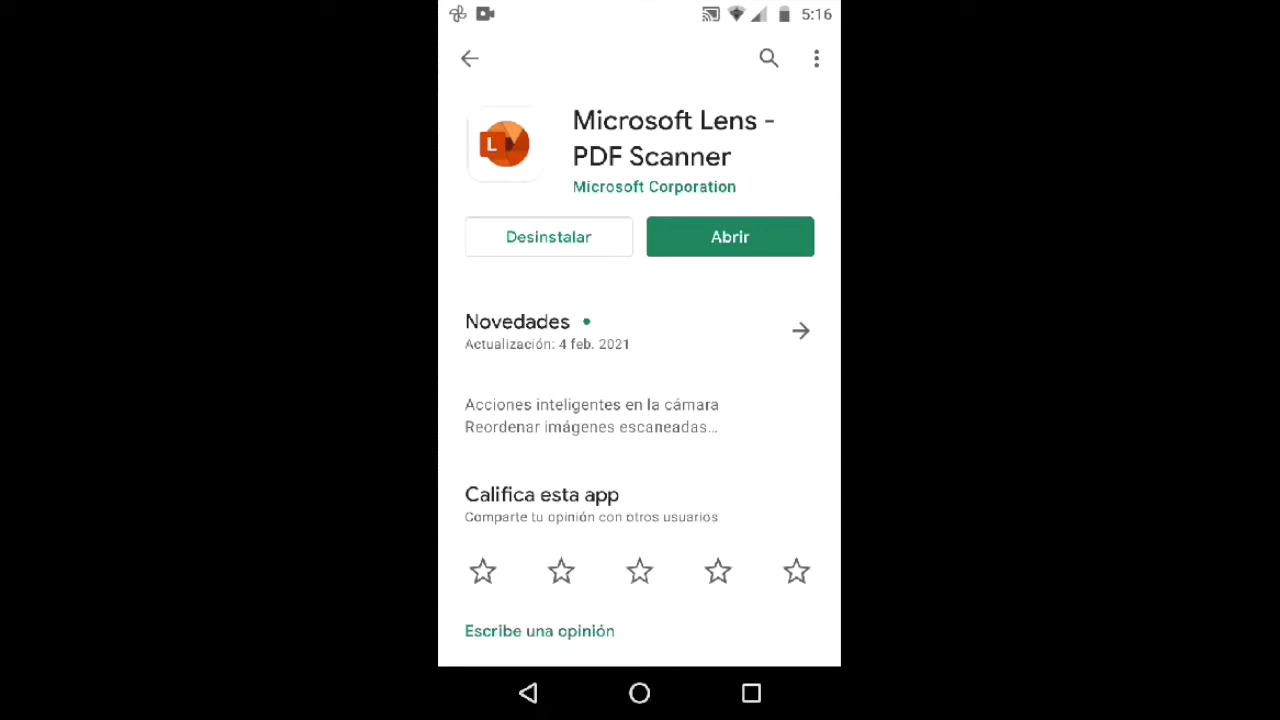 5:16
Microsoft Lens -
PDF Scanner
L
Microsoft Corporation
Desinstalar
Abrir
Novedades
Actualización: 4 feb. 2021
Acciones inteligentes en la cámara
Reordenar imágenes escaneadas...
Califica esta app
Comparte tu opinión con otros usuarios
Escribe una opinión